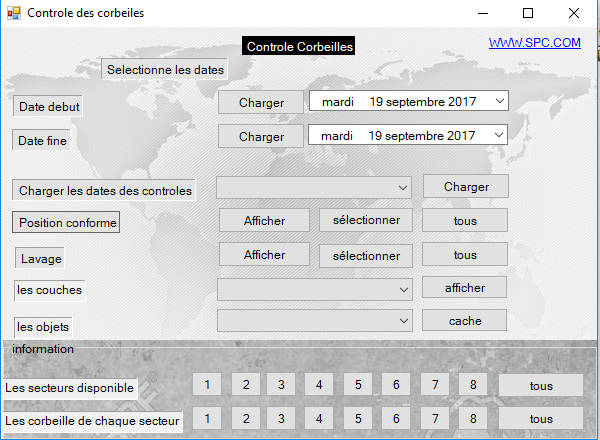 Controle des corbeiles
Controle Corbeilles
WWW.SPC.COM
Selectionne les dates
Date debut Charger mardi 19 septembre 2017
Date fine Charger mardi 19 septembre 2017
Charger les dates des controles Charger
Position conforme Afficher sélectionner tous
Lavage Afficher sélectionner tous
les couches afficher
les objets cache
information
Les secteurs disponible 1 2 3 4 5 6 7 8 tous
Les corbeille de chaque secteur 1 2 3 4 5 6 7 8 tous